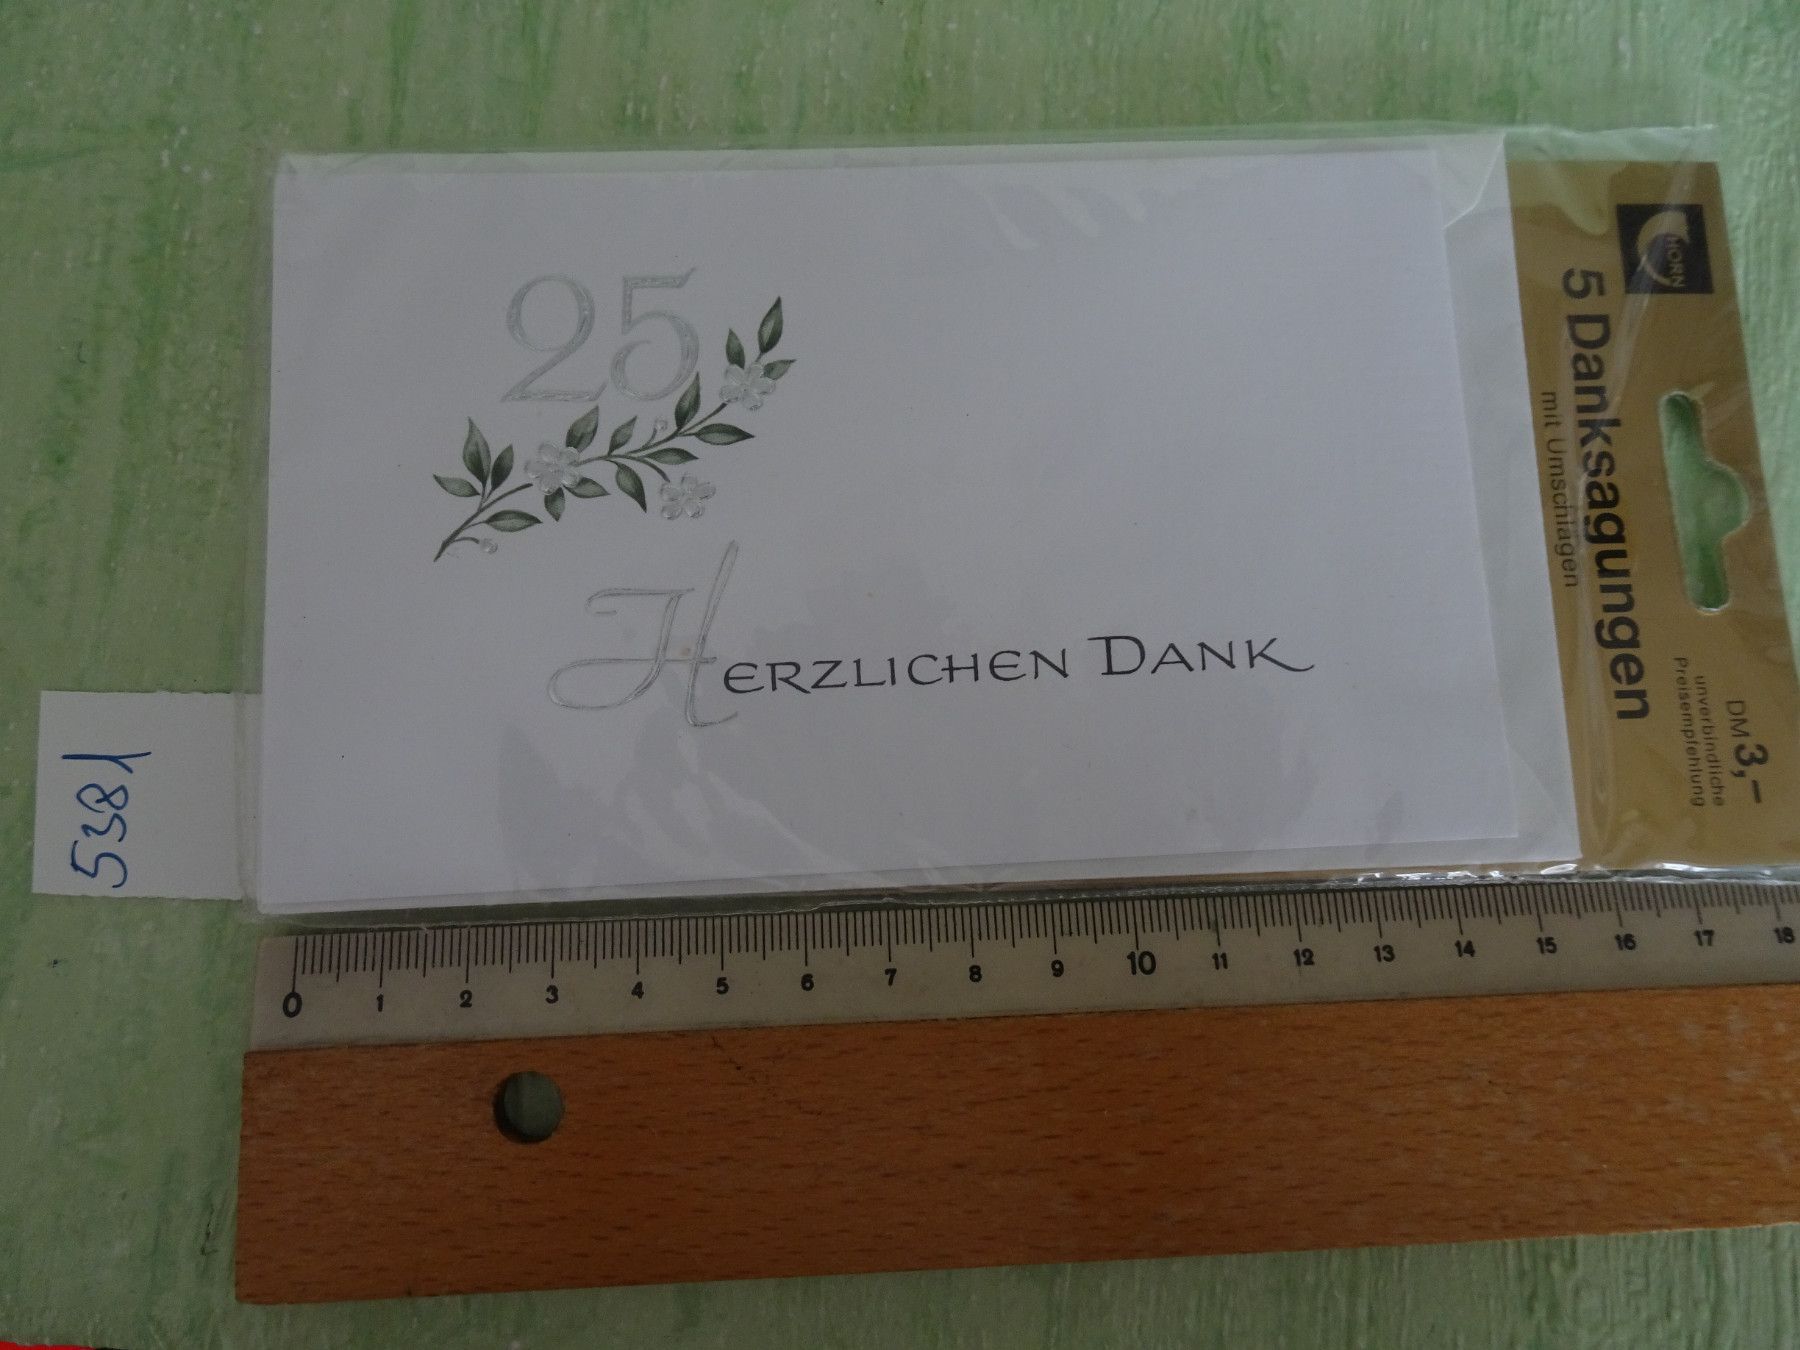 25
HERZLICHEN DANK
HORN
5 Danksagungen
mit Umschlägen
DM 3,–
unverbindliche
Preisempfehlung
5381
0 1 2 3 4 5 6 7 8 9 10 11 12 13 14 15 16 17 18